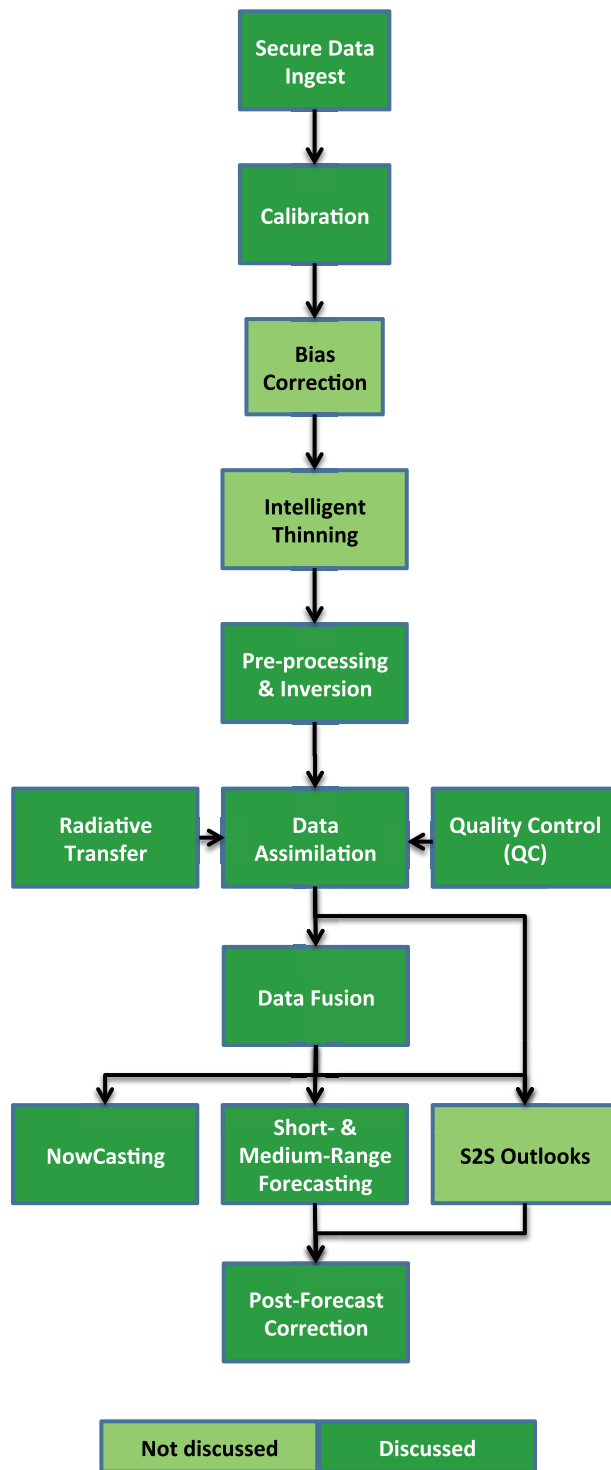 Secure Data
Ingest
Calibration
Bias
Correction
Intelligent
Thinning
Pre-processing
& Inversion
Radiative
Transfer
Data
Assimilation
Quality Control
(QC)
Data Fusion
NowCasting
Short- &
Medium-Range
Forecasting
S2S Outlooks
Post-Forecast
Correction
Not discussed
Discussed